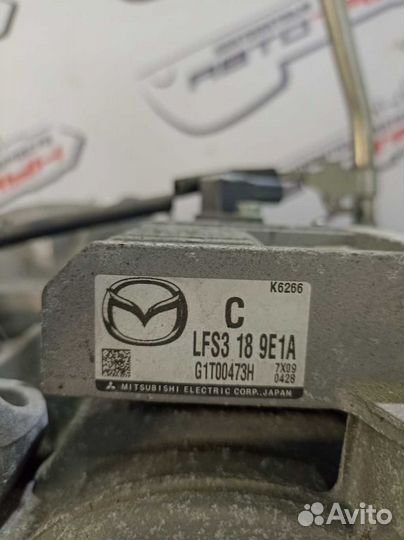 K6266
C
LFS3 18 9E1A
G1T00473H
7X09
0428
MITSUBISHI ELECTRIC CORP., JAPAN
Avito